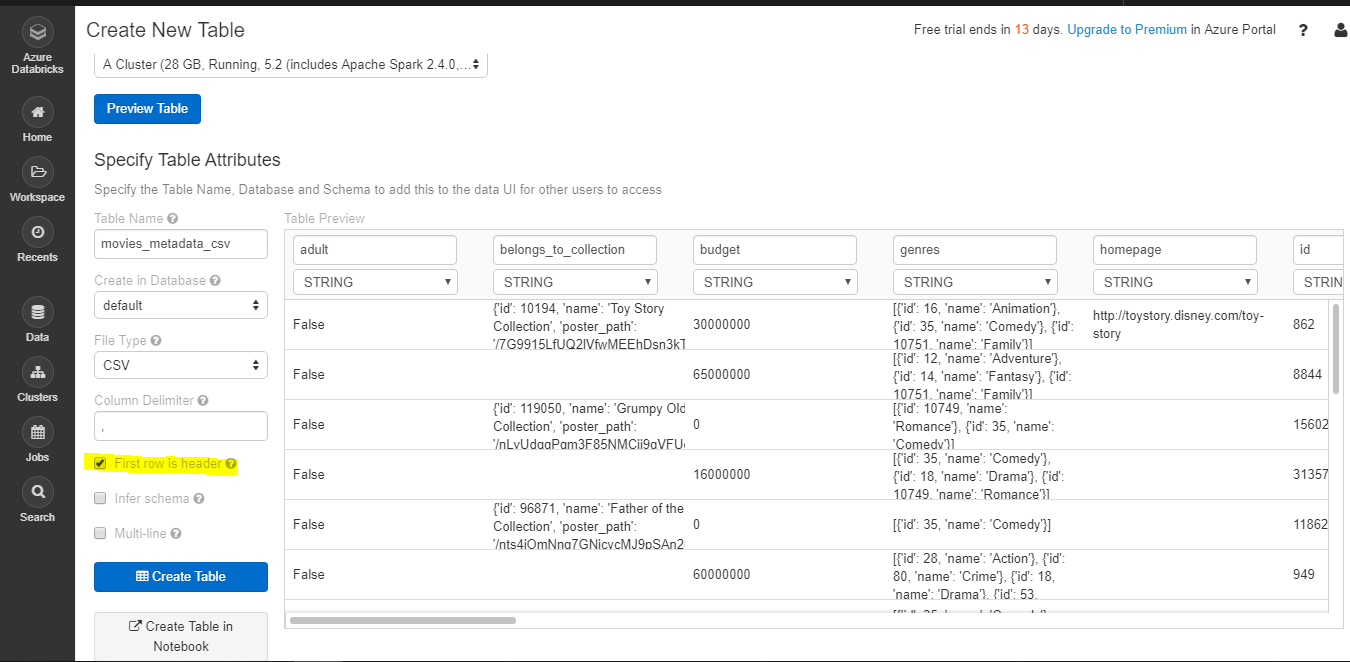 Create New Table
Free trial ends in 13 days. Upgrade to Premium in Azure Portal
?
Azure
Databricks
Home
Workspace
Recents
Data
Clusters
Jobs
Search
A Cluster (28 GB, Running, 5.2 (includes Apache Spark 2.4.0,...
Preview Table
Specify Table Attributes
Specify the Table Name, Database and Schema to add this to the data UI for other users to access
Table Name
movies_metadata_csv
Create in Database
default
File Type
CSV
Column Delimiter
,
First row is header
Infer schema
Multi-line
Create Table
Create Table in
Notebook
Table Preview
adult belongs_to_collection budget genres homepage id
STRING STRING STRING STRING STRING STRIN
False
{'id': 10194, 'name': 'Toy Story
Collection', 'poster_path':
30000000
[{'id': 16, 'name': 'Animation'},
{'id': 35, 'name': 'Comedy'}, {'id':
10751, 'name': 'Family'}]
http://toystory.disney.com/toy-
story
862
False
65000000
[{'id': 12, 'name': 'Adventure'},
{'id': 14, 'name': 'Fantasy'}, {'id':
10751, 'name': 'Family'}]
8844
False
{'id': 119050, 'name': 'Grumpy Old
Collection', 'poster_path':
0
[{'id': 10749, 'name':
'Romance'}, {'id': 35, 'name':
'Comedy'}]
15602
False
16000000
[{'id': 35, 'name': 'Comedy'},
{'id': 18, 'name': 'Drama'}, {'id':
10749, 'name': 'Romance'}]
31357
False
{'id': 96871, 'name': 'Father of the
Collection', 'poster_path':
0
[{'id': 35, 'name': 'Comedy'}]
11862
False
60000000
[{'id': 28, 'name': 'Action'}, {'id':
80, 'name': 'Crime'}, {'id': 18,
'name': 'Drama'}, {'id': 53,
949